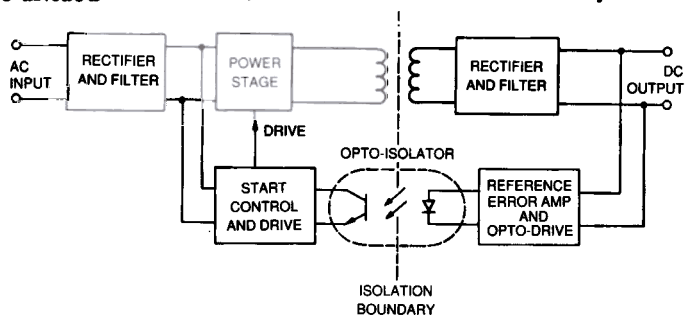 AC
INPUT
RECTIFIER
AND FILTER
POWER
STAGE
RECTIFIER
AND FILTER
DC
OUTPUT
DRIVE
OPTO-ISOLATOR
START
CONTROL
AND DRIVE
REFERENCE
ERROR AMP
AND
OPTO-DRIVE
ISOLATION
BOUNDARY